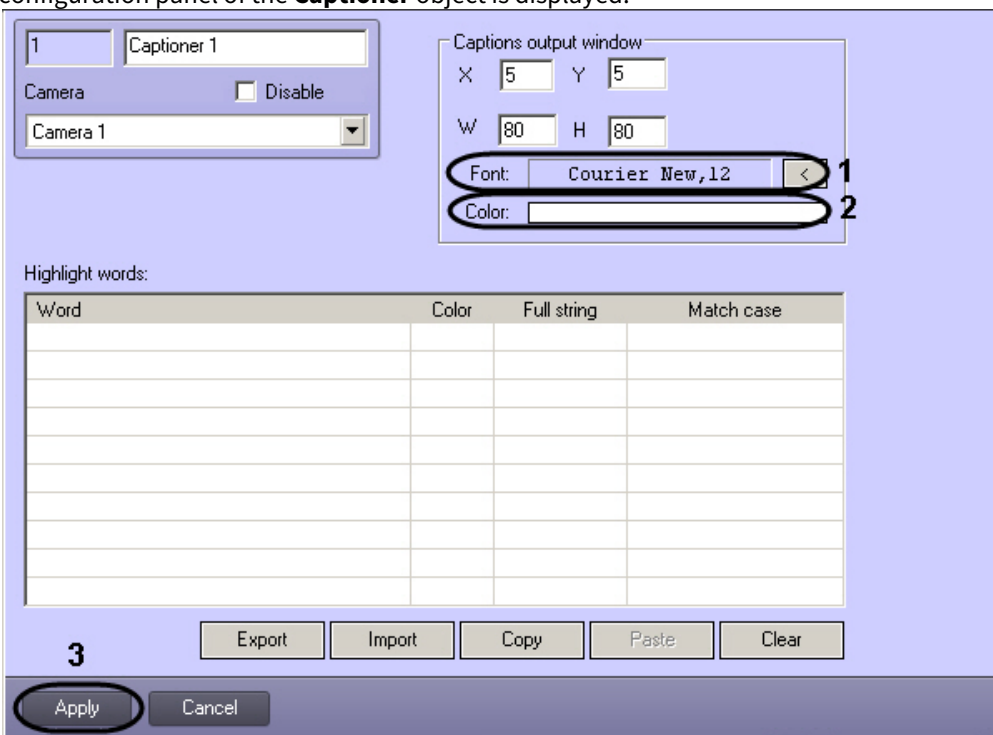 configuration panel of the Captioner object is displayed.
1 Captioner 1
Camera Disable
Camera 1
Captions output window
X 5 Y 5
W 80 H 80
Font: Courier New,12 < 1
Color: 2
Highlight words:
Word Color Full string Match case
Export Import Copy Paste Clear
3
Apply Cancel